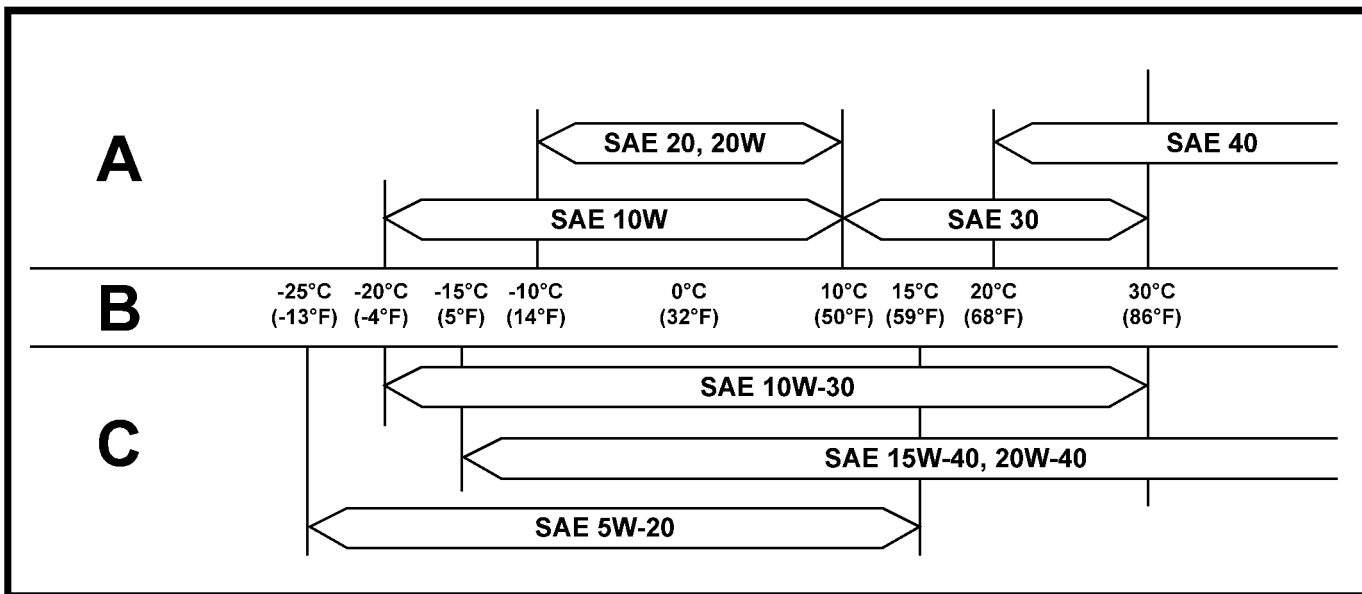 A
SAE 20, 20W
SAE 40
SAE 10W
SAE 30
B
-25°C -20°C -15°C -10°C 0°C 10°C 15°C 20°C 30°C
(-13°F) (-4°F) (5°F) (14°F) (32°F) (50°F) (59°F) (68°F) (86°F)
C
SAE 10W-30
SAE 15W-40, 20W-40
SAE 5W-20